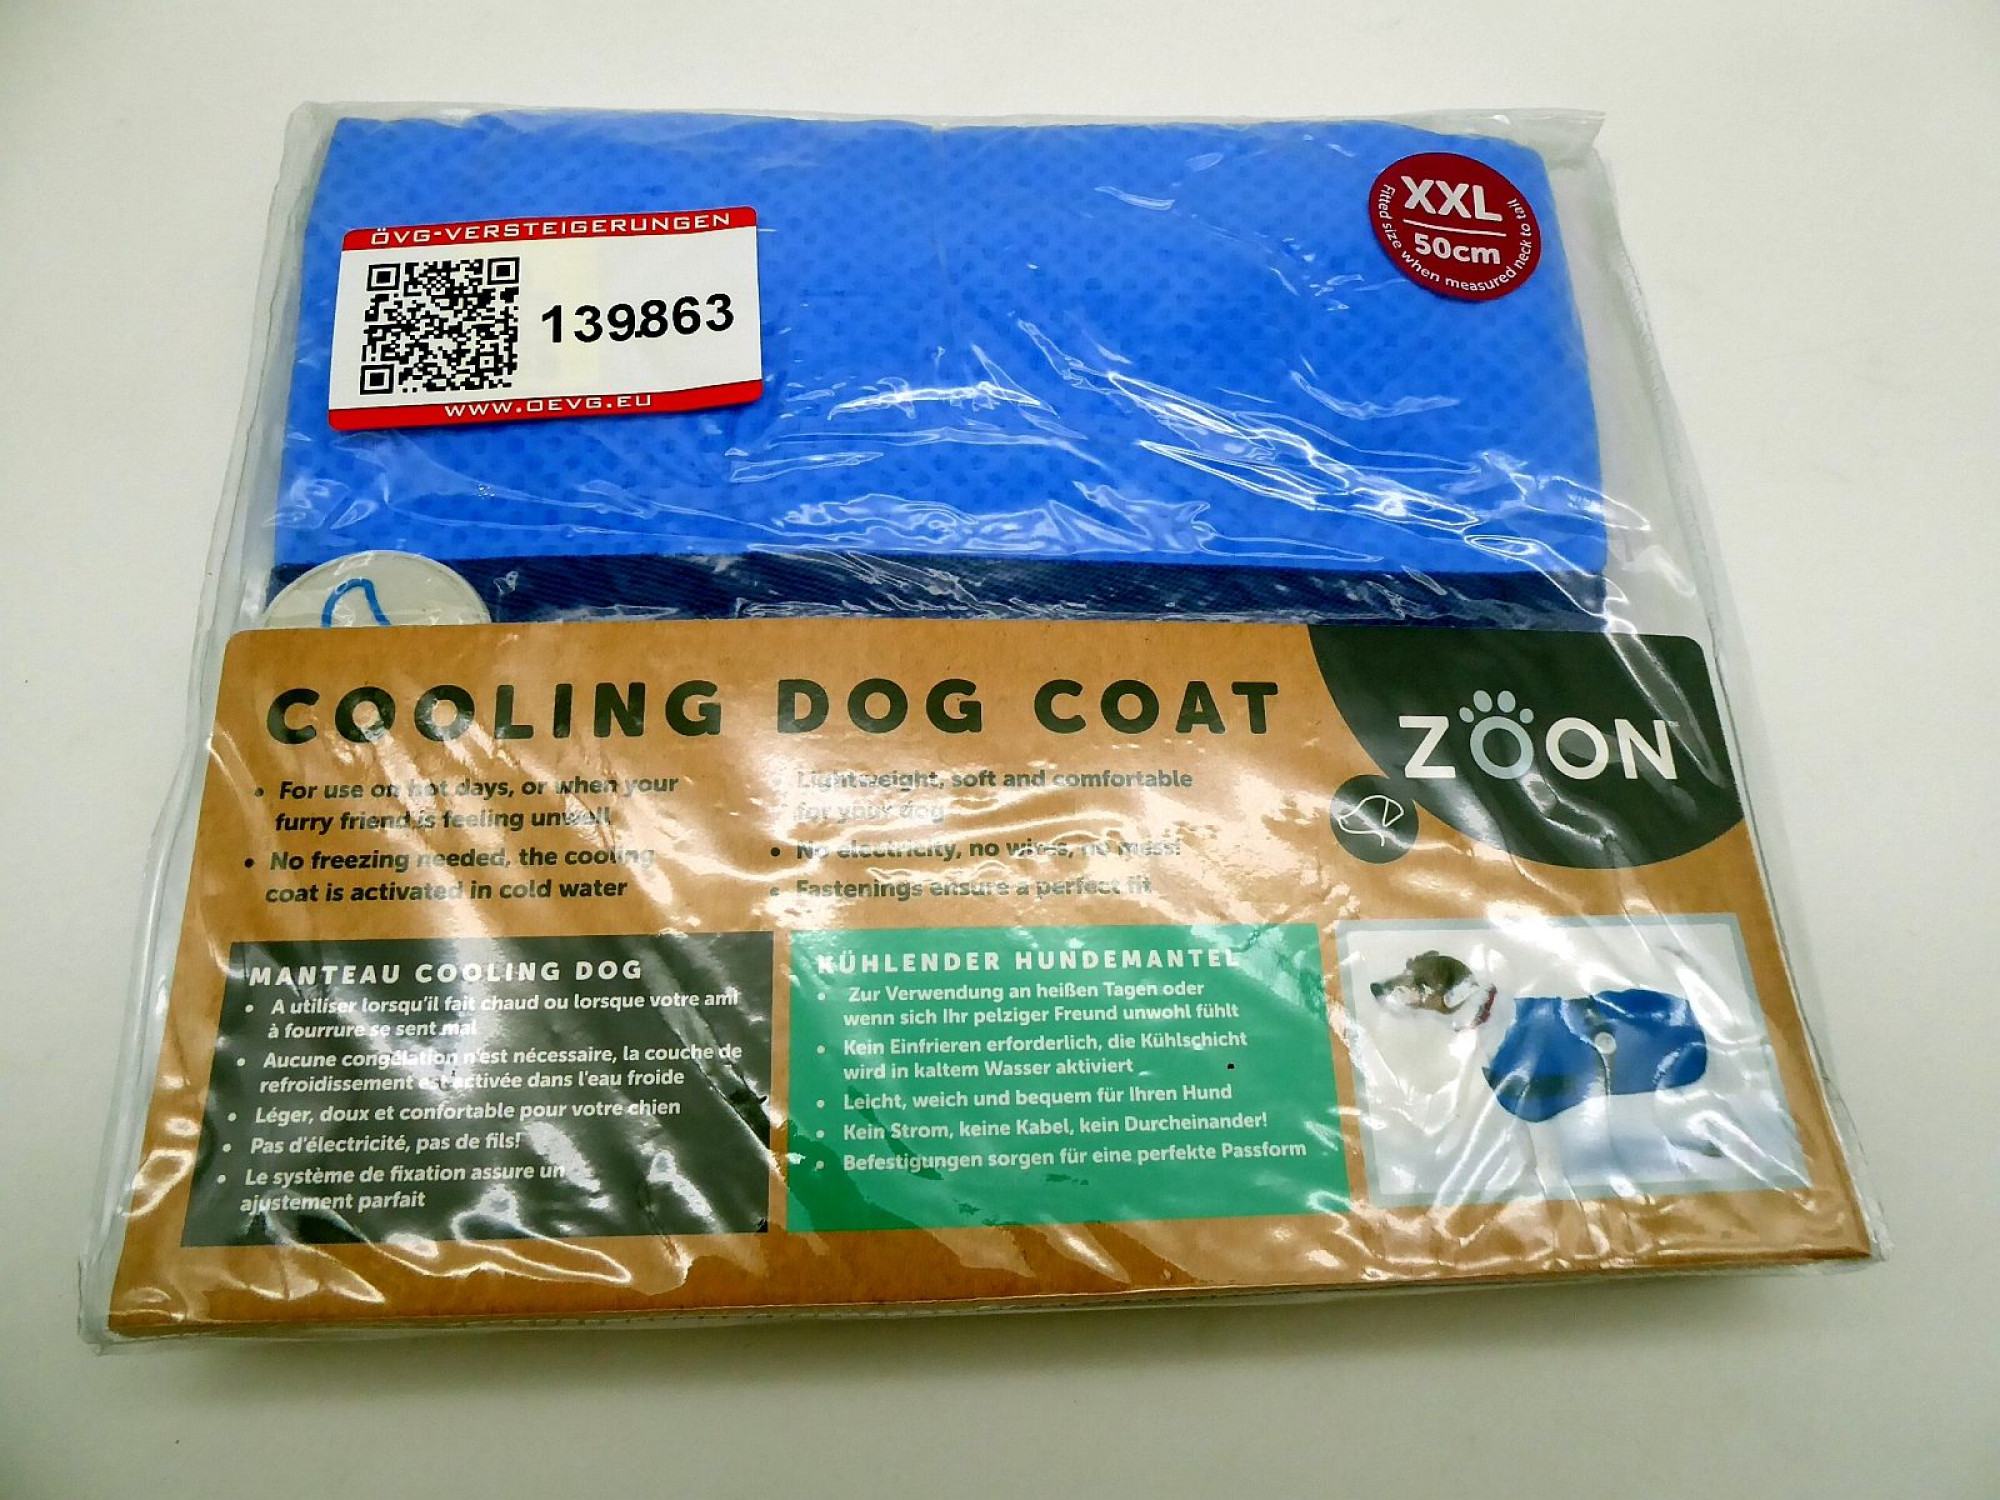 ÖVG-VERSTEIGERUNGEN
139.863
WWW.OEVG.EU
XXL
50cm
Fitted size when measured neck to tail
COOLING DOG COAT
ZOON
• For use on hot days, or when your
furry friend is feeling unwell
• No freezing needed, the cooling
coat is activated in cold water
• Lightweight, soft and comfortable
for your dog
• No electricity, no wires, no mess!
• Fastenings ensure a perfect fit
MANTEAU COOLING DOG
• A utiliser lorsqu'il fait chaud ou lorsque votre ami
à fourrure se sent mal
• Aucune congélation n'est nécessaire, la couche de
refroidissement est activée dans l'eau froide
• Léger, doux et confortable pour votre chien
• Pas d'électricité, pas de fils!
• Le système de fixation assure un
ajustement parfait
KÜHLENDER HUNDEMANTEL
• Zur Verwendung an heißen Tagen oder
wenn sich Ihr pelziger Freund unwohl fühlt
• Kein Einfrieren erforderlich, die Kühlschicht
wird in kaltem Wasser aktiviert
• Leicht, weich und bequem für Ihren Hund
• Kein Strom, keine Kabel, kein Durcheinander!
• Befestigungen sorgen für eine perfekte Passform